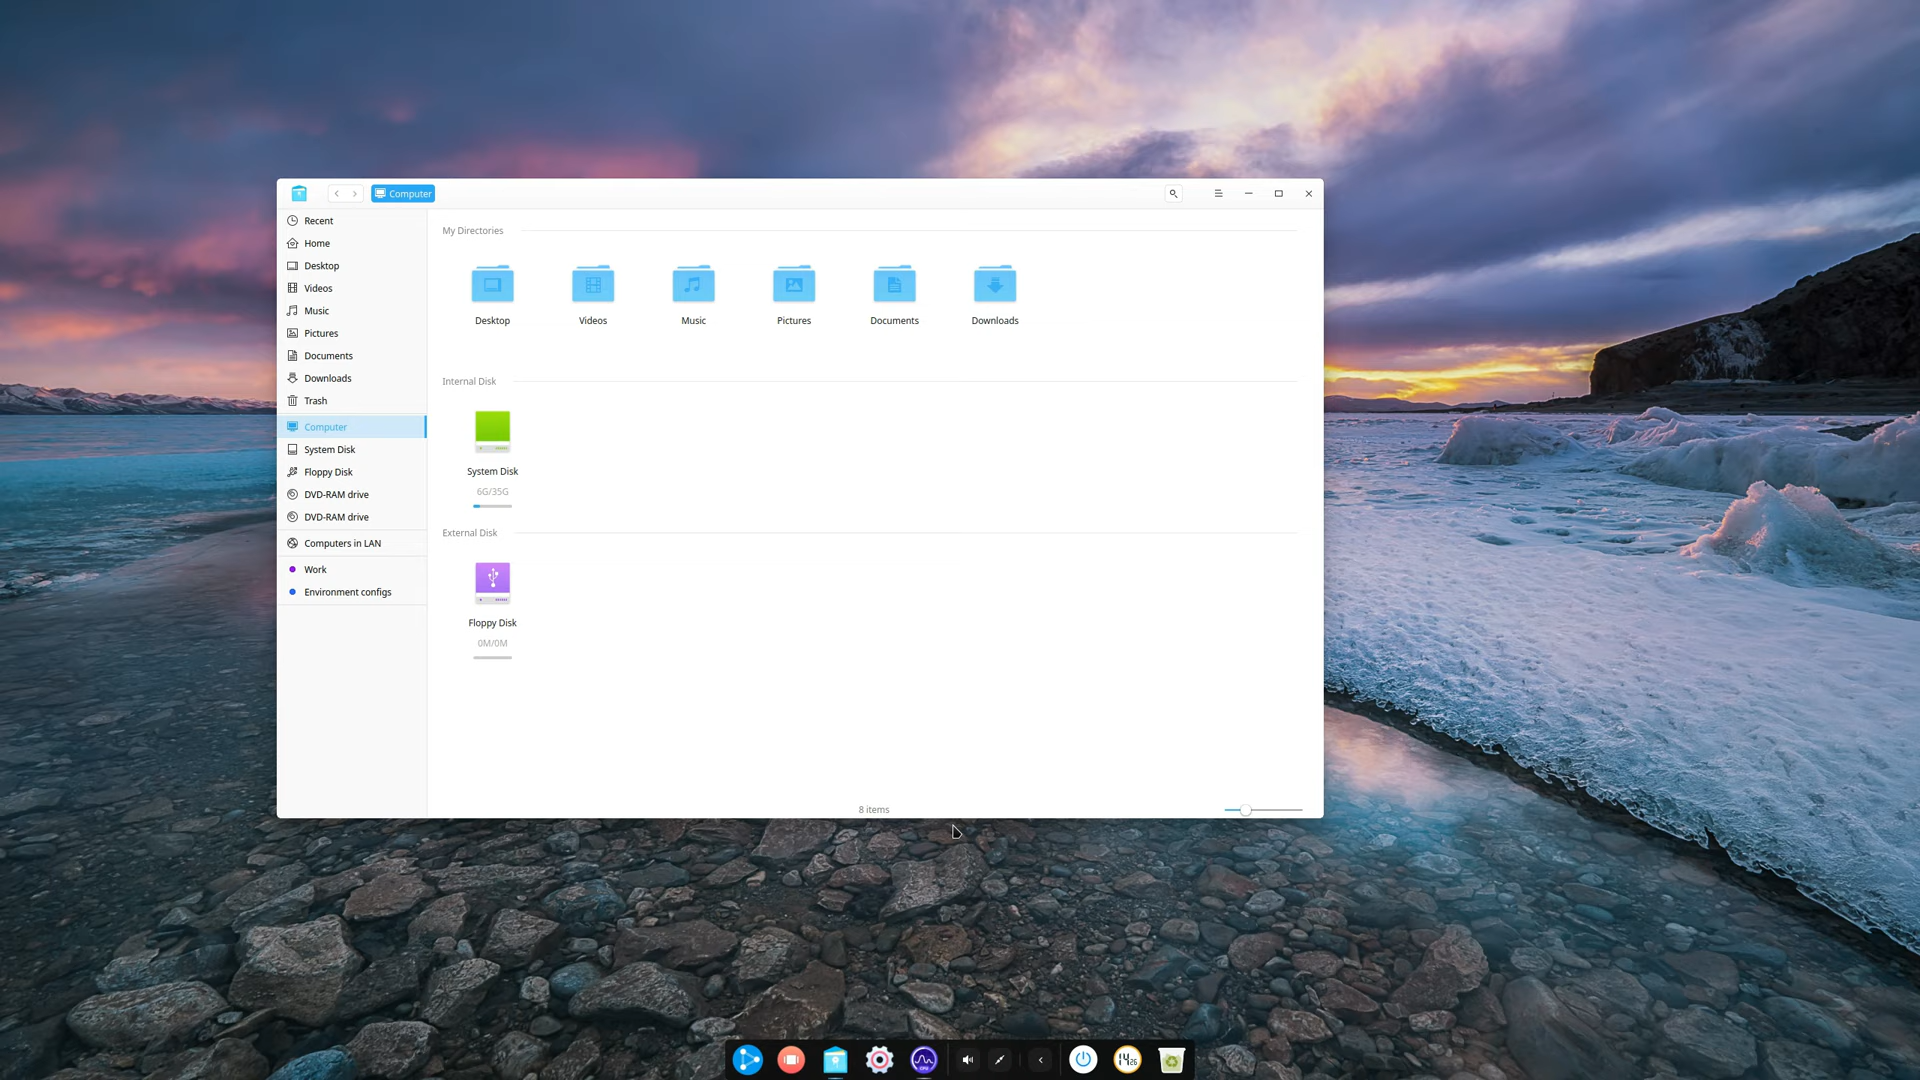 Computer
Recent
Home
Desktop
Videos
Music
Pictures
Documents
Downloads
Trash
Computer
System Disk
Floppy Disk
DVD-RAM drive
DVD-RAM drive
Computers in LAN
Work
Environment configs
My Directories
Desktop
Videos
Music
Pictures
Documents
Downloads
Internal Disk
System Disk
6G/35G
External Disk
Floppy Disk
0M/0M
8 items
14 26